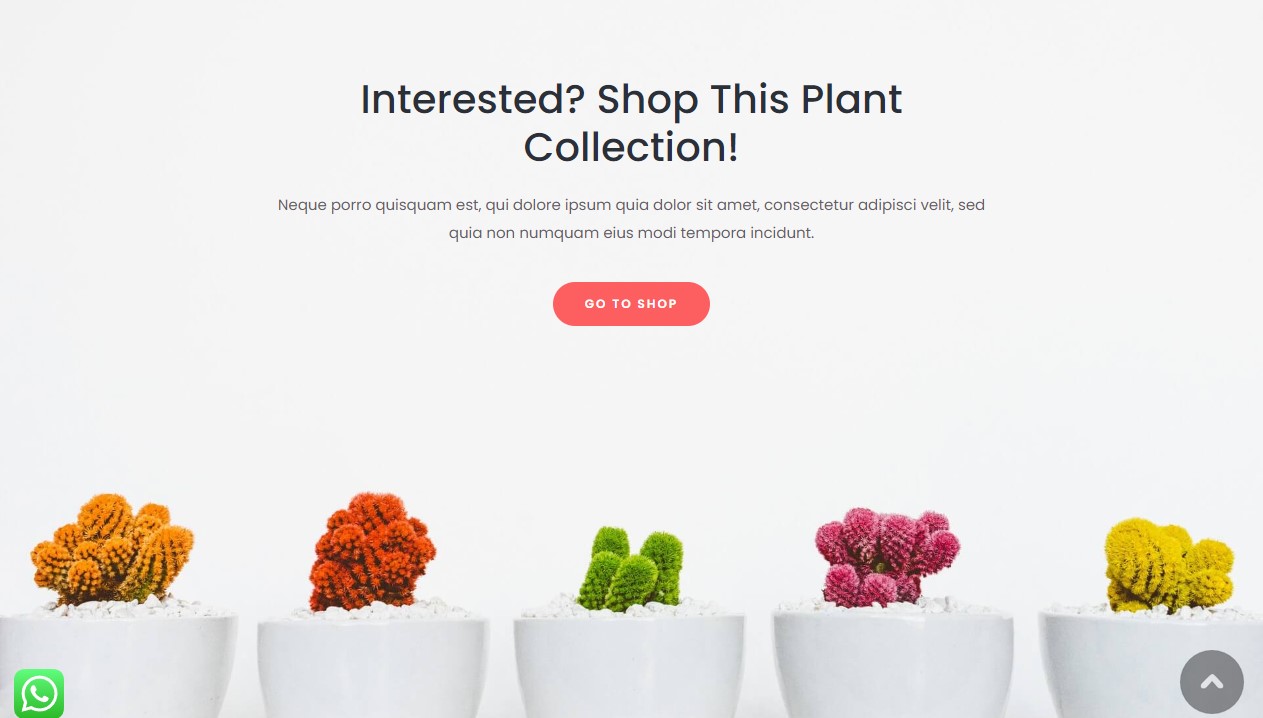 Interested? Shop This Plant
Collection!
Neque porro quisquam est, qui dolore ipsum quia dolor sit amet, consectetur adipisci velit, sed
quia non numquam eius modi tempora incidunt.
GO TO SHOP